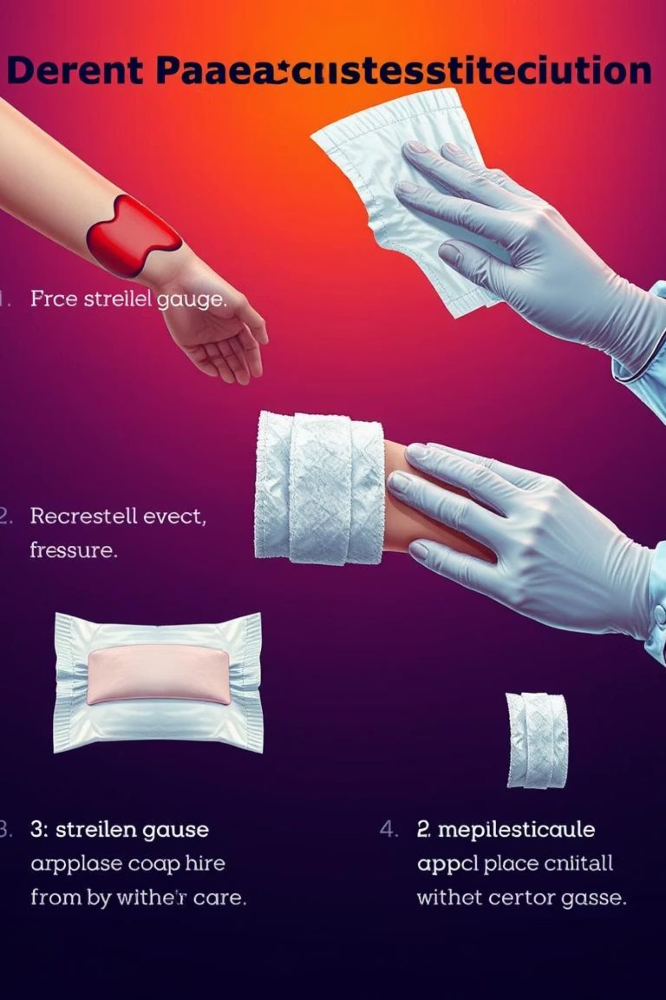 Derent Paaea*cıısstesstiteciution
1. Frce streilel gauge.
2. Recrestell evect,
fressure.
3. 3: streilen gause
arpplase coap hire
from by withe'r care.
4. 2. mepilesticaule
appcl place cniitall
withet certor gasse.